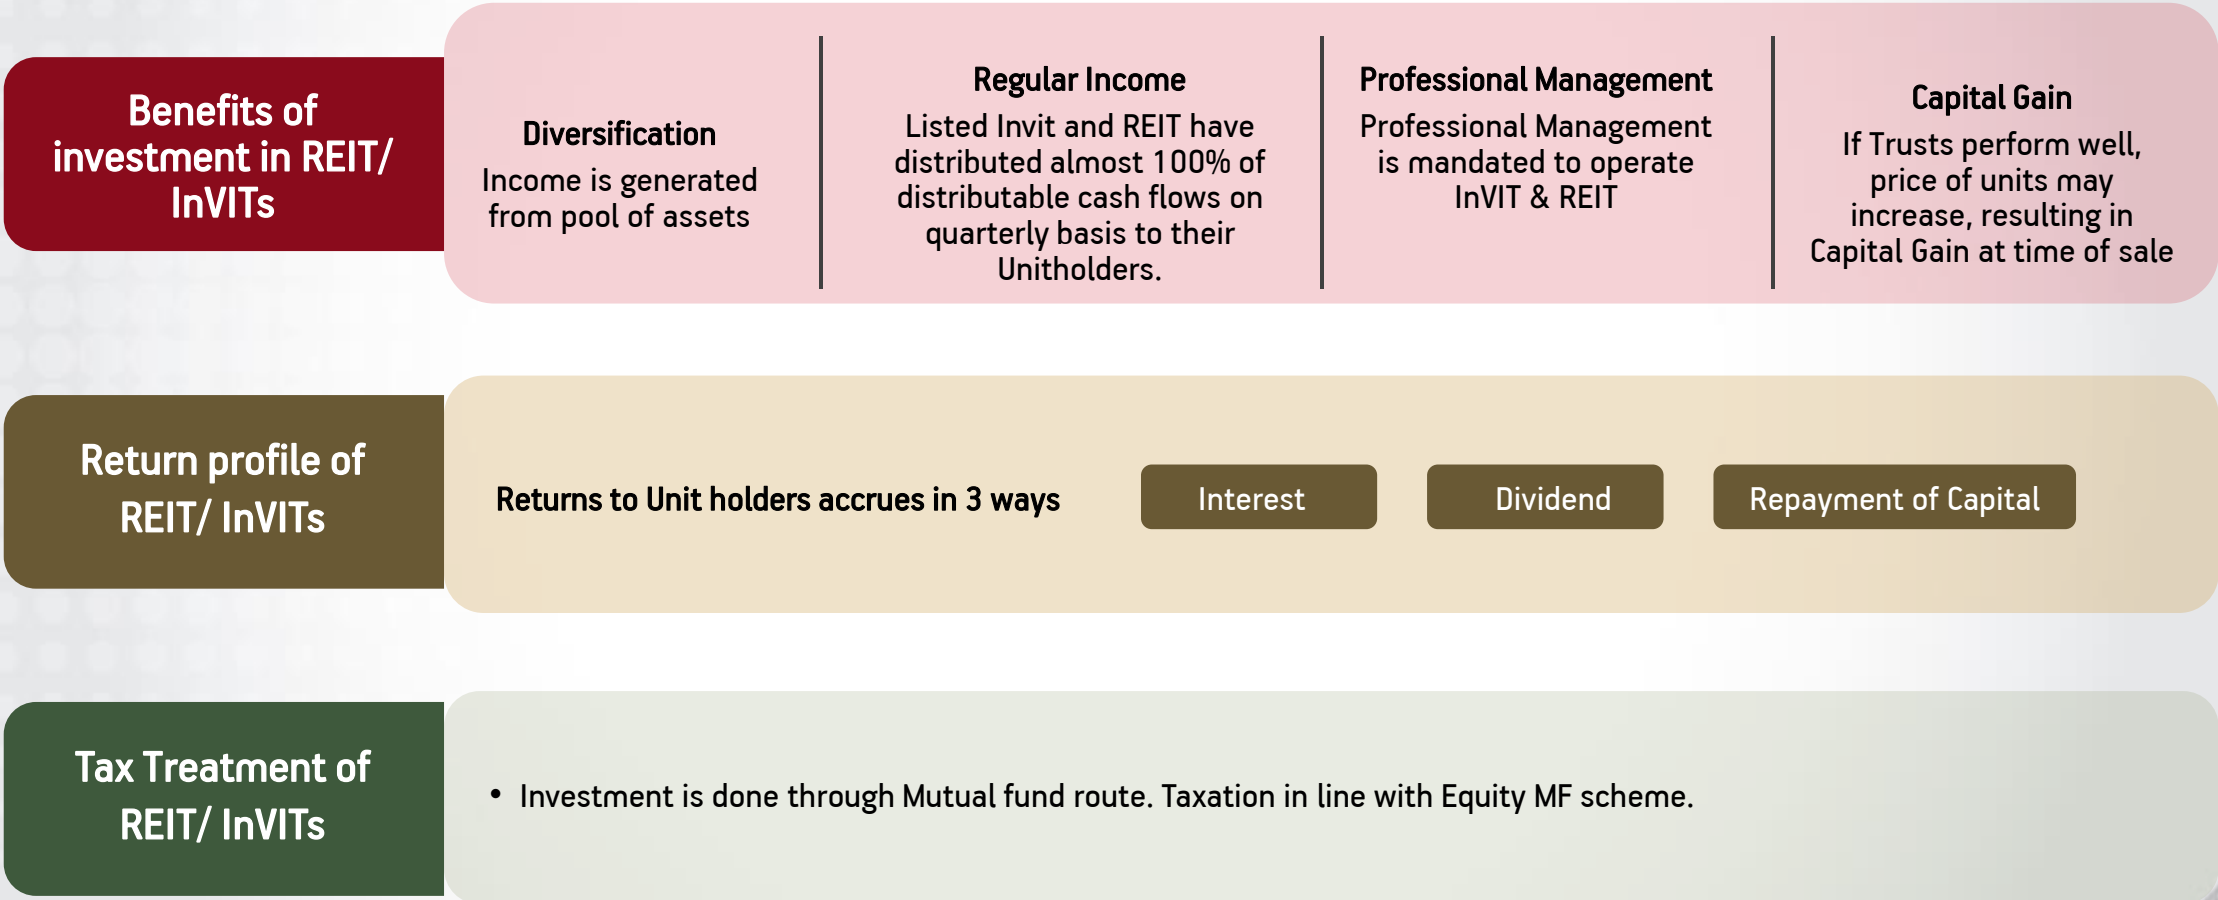 Benefits of
investment in REIT/
InVITs
Diversification
Income is generated
from pool of assets
Regular Income
Listed Invit and REIT have
distributed almost 100% of
distributable cash flows on
quarterly basis to their
Unitholders.
Professional Management
Professional Management
is mandated to operate
InVIT & REIT
Capital Gain
If Trusts perform well,
price of units may
increase, resulting in
Capital Gain at time of sale
Return profile of
REIT/ InVITs
Returns to Unit holders accrues in 3 ways
Interest
Dividend
Repayment of Capital
Tax Treatment of
REIT/ InVITs
• Investment is done through Mutual fund route. Taxation in line with Equity MF scheme.